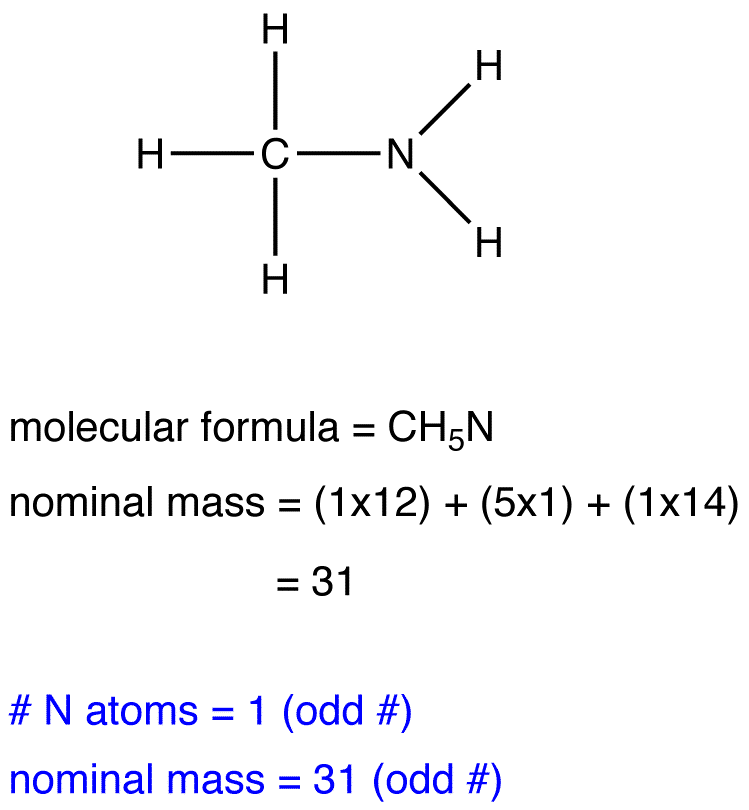 H
H
H C N
H
H
molecular formula = CH₅N
nominal mass = (1x12) + (5x1) + (1x14)
= 31
# N atoms = 1 (odd #)
nominal mass = 31 (odd #)